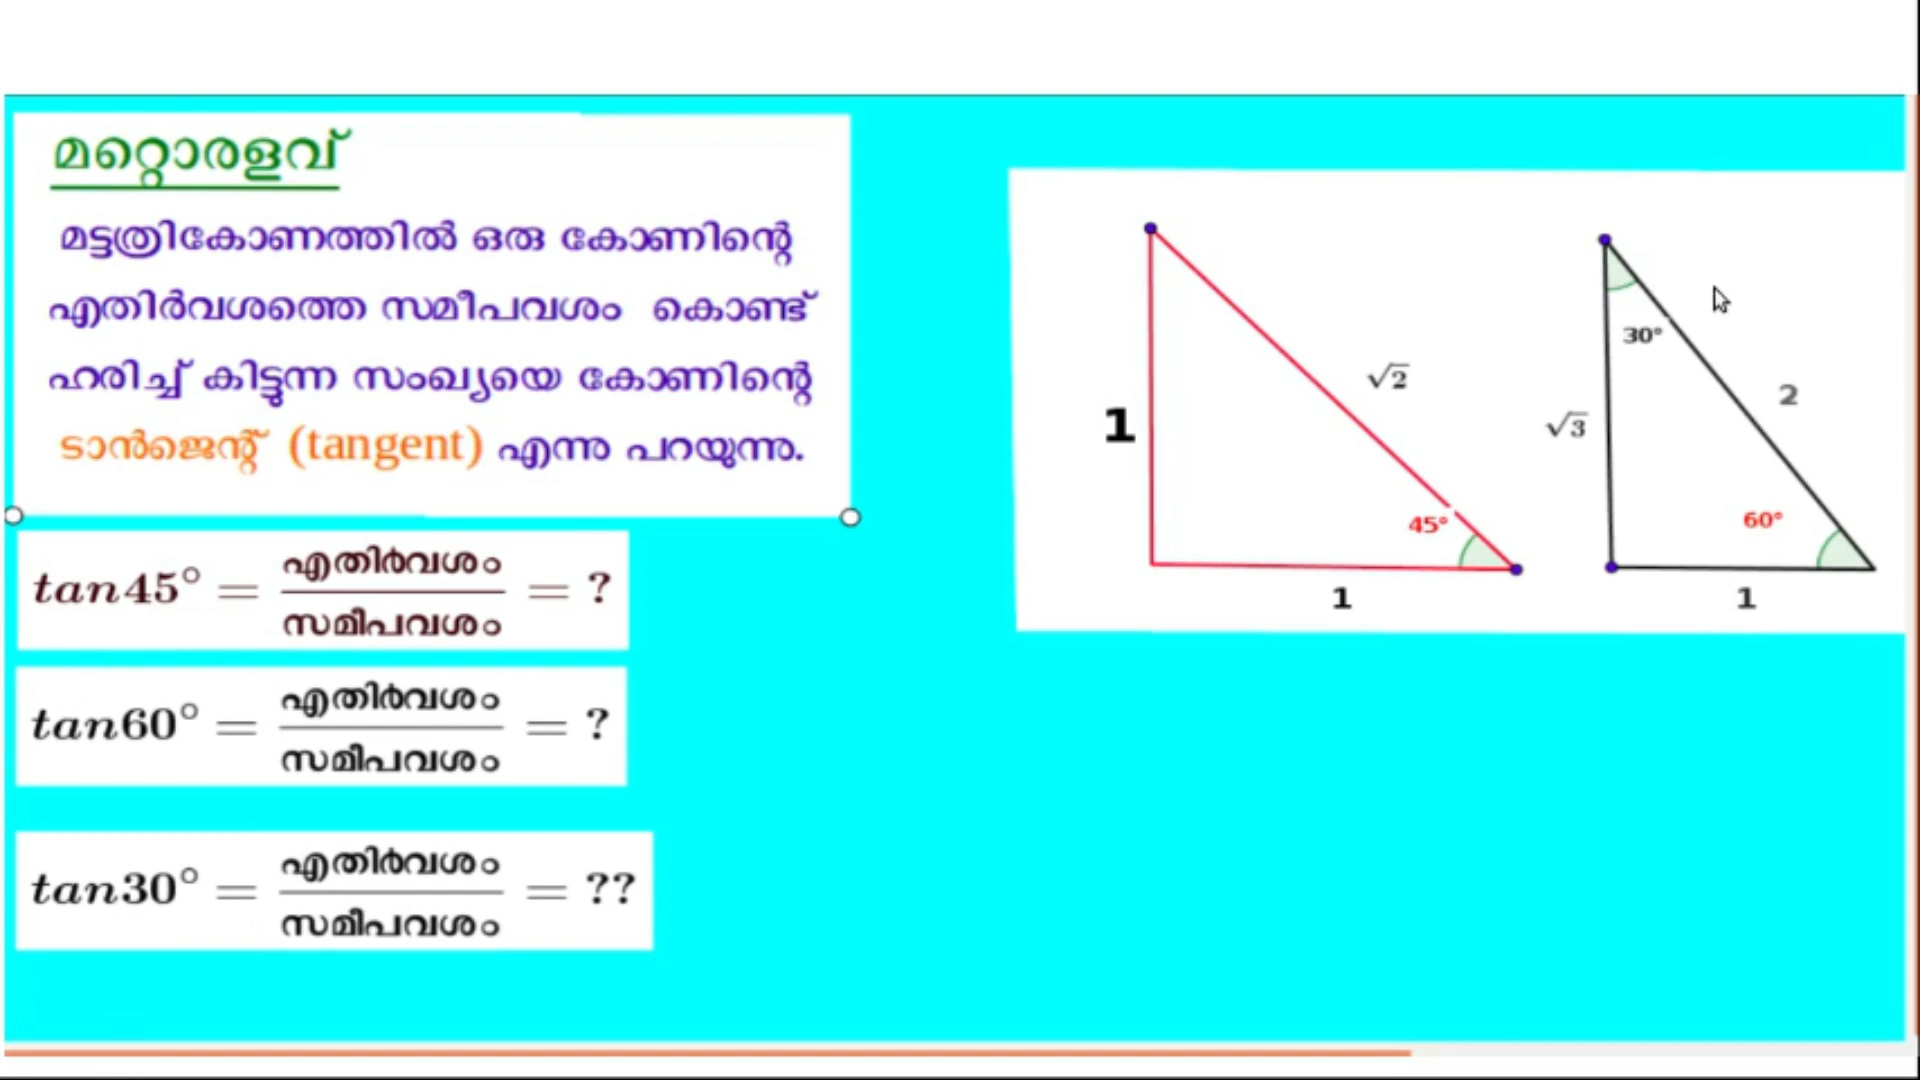 മറ്റൊരളവ്
മട്ടത്രികോണത്തിൽ ഒരു കോണിന്റെ
എതിർവശത്തെ സമീപവശം കൊണ്ട്
ഹരിച്ച് കിട്ടുന്ന സംഖ്യയെ കോണിന്റെ
ടാൻജെന്റ് (tangent) എന്നു പറയുന്നു.
tan45° = എതിർവശം / സമീപവശം = ?
tan60° = എതിർവശം / സമീപവശം = ?
tan30° = എതിർവശം / സമീപവശം = ??
1
√2
45°
1
30°
√3
2
60°
1